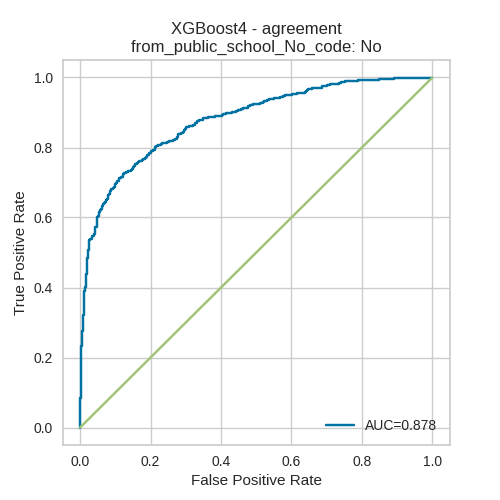 XGBoost4 - agreement
from_public_school_No_code: No
True Positive Rate
1.0
0.8
0.6
0.4
0.2
0.0
AUC=0.878
0.0 0.2 0.4 0.6 0.8 1.0
False Positive Rate